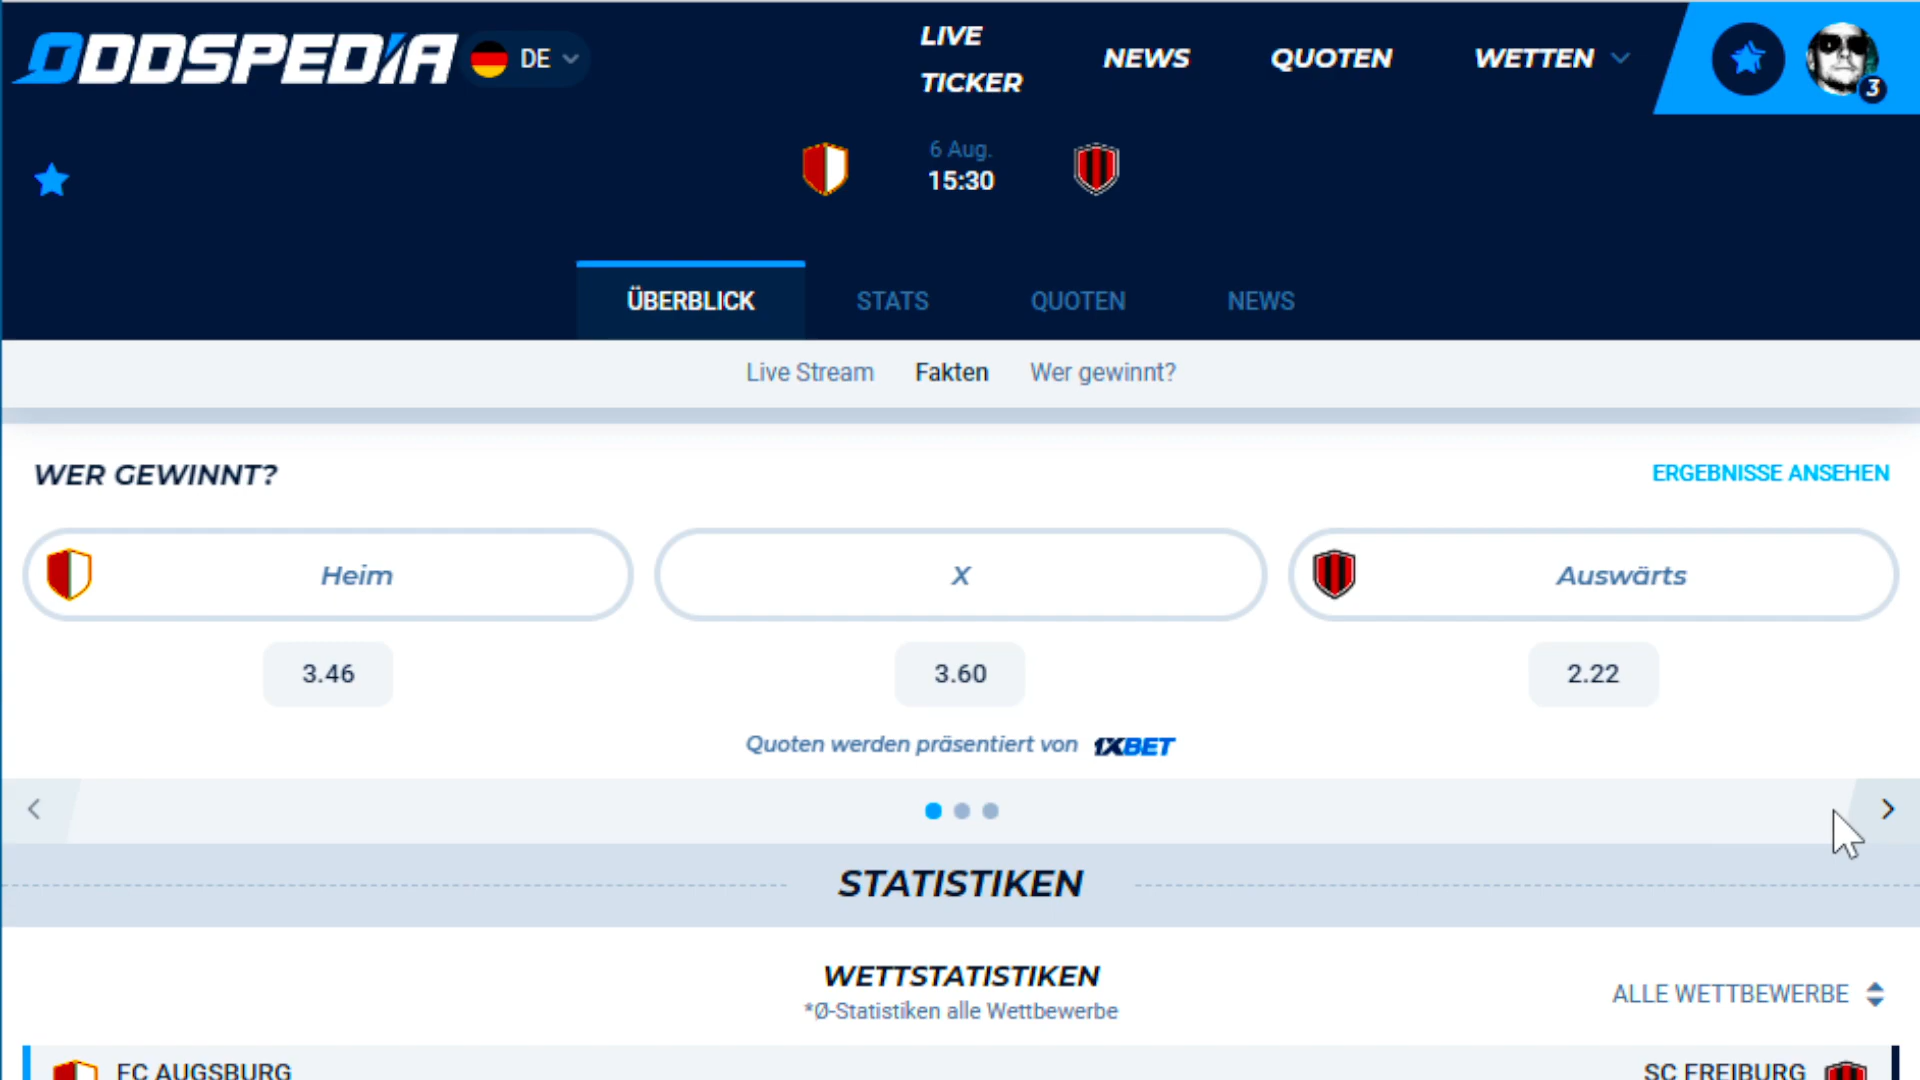 ODDSPEDIA
DE
LIVE
TICKER
NEWS
QUOTEN
WETTEN
3
6 Aug.
15:30
ÜBERBLICK
STATS
QUOTEN
NEWS
Live Stream
Fakten
Wer gewinnt?
WER GEWINNT?
ERGEBNISSE ANSEHEN
Heim
X
Auswärts
3.46
3.60
2.22
Quoten werden präsentiert von 1XBET
STATISTIKEN
WETTSTATISTIKEN
*Ø-Statistiken alle Wettbewerbe
ALLE WETTBEWERBE
FC AUGSBURG
SC FREIBURG